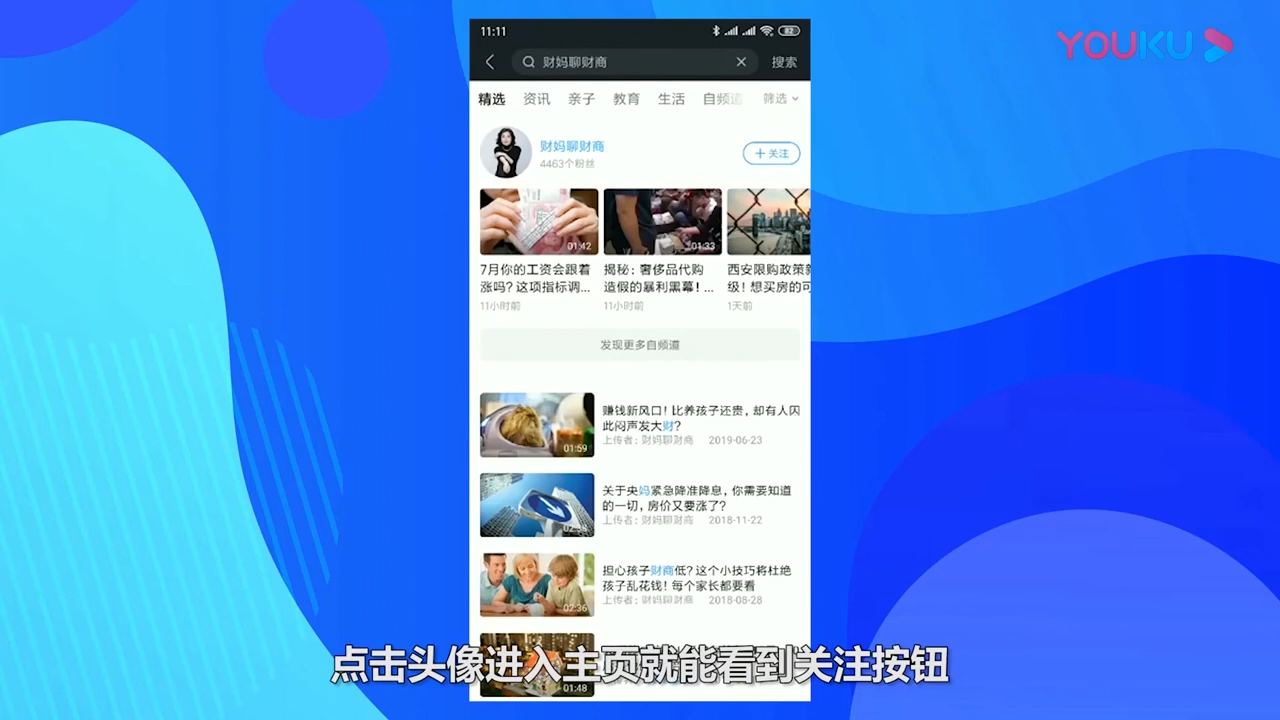 YOUKU
11:11
82
财妈聊财商
搜索
精选 资讯 亲子 教育 生活 自频道 筛选
财妈聊财商
4463个粉丝
+ 关注
01:42
01:33
7月你的工资会跟着
涨吗? 这项指标调...
11小时前
揭秘: 奢侈品代购
造假的暴利黑幕! ...
11小时前
西安限购政策
级! 想买房的可
1天前
发现更多自频道
赚钱新风口! 比养孩子还贵, 却有人因
此闷声发大财?
上传者: 财妈聊财商 2019-06-23
01:59
关于央妈紧急降准降息, 你需要知道
的一切, 房价又要涨了?
上传者: 财妈聊财商 2018-11-22
担心孩子财商低? 这个小技巧将杜绝
孩子乱花钱! 每个家长都要看
上传者: 财妈聊财商 2018-08-28
02:36
01:48
点击头像进入主页就能看到关注按钮